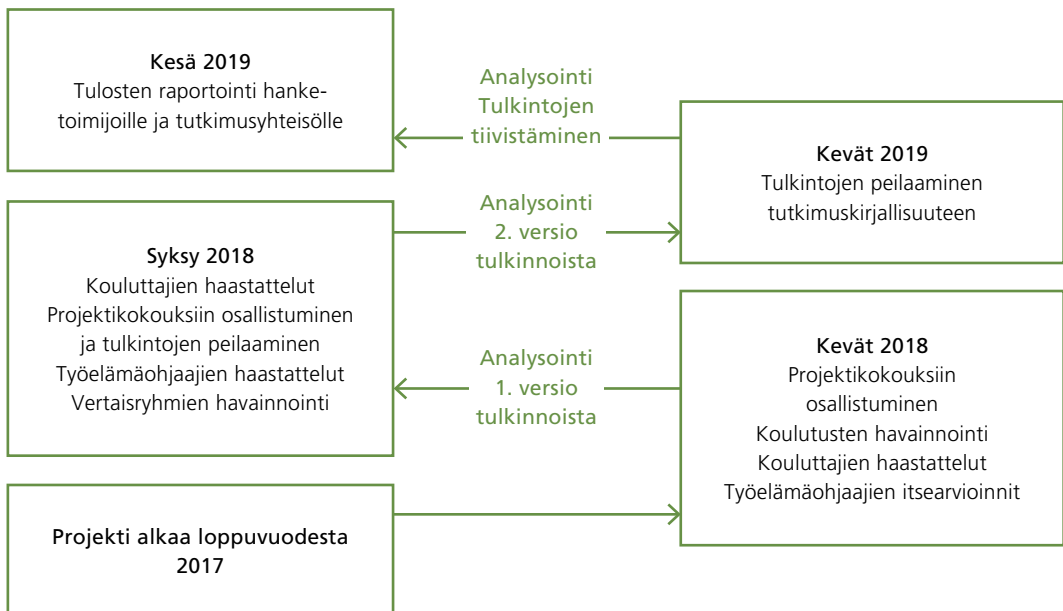 Kesä 2019
Tulosten raportointi hanke-
toimijoille ja tutkimusyhteisölle
Analysointi
Tulkintojen
tiivistäminen
Kevät 2019
Tulkintojen peilaaminen
tutkimuskirjallisuuteen
Analysointi
2. versio
tulkinnoista
Syksy 2018
Kouluttajien haastattelut
Projektikokouksiin osallistuminen
ja tulkintojen peilaaminen
Työelämäohjaajien haastattelut
Vertaisryhmien havainnointi
Analysointi
1. versio
tulkinnoista
Kevät 2018
Projektikokouksiin
osallistuminen
Koulutusten havainnointi
Kouluttajien haastattelut
Työelämäohjaajien itsearvioinnit
Projekti alkaa loppuvuodesta
2017